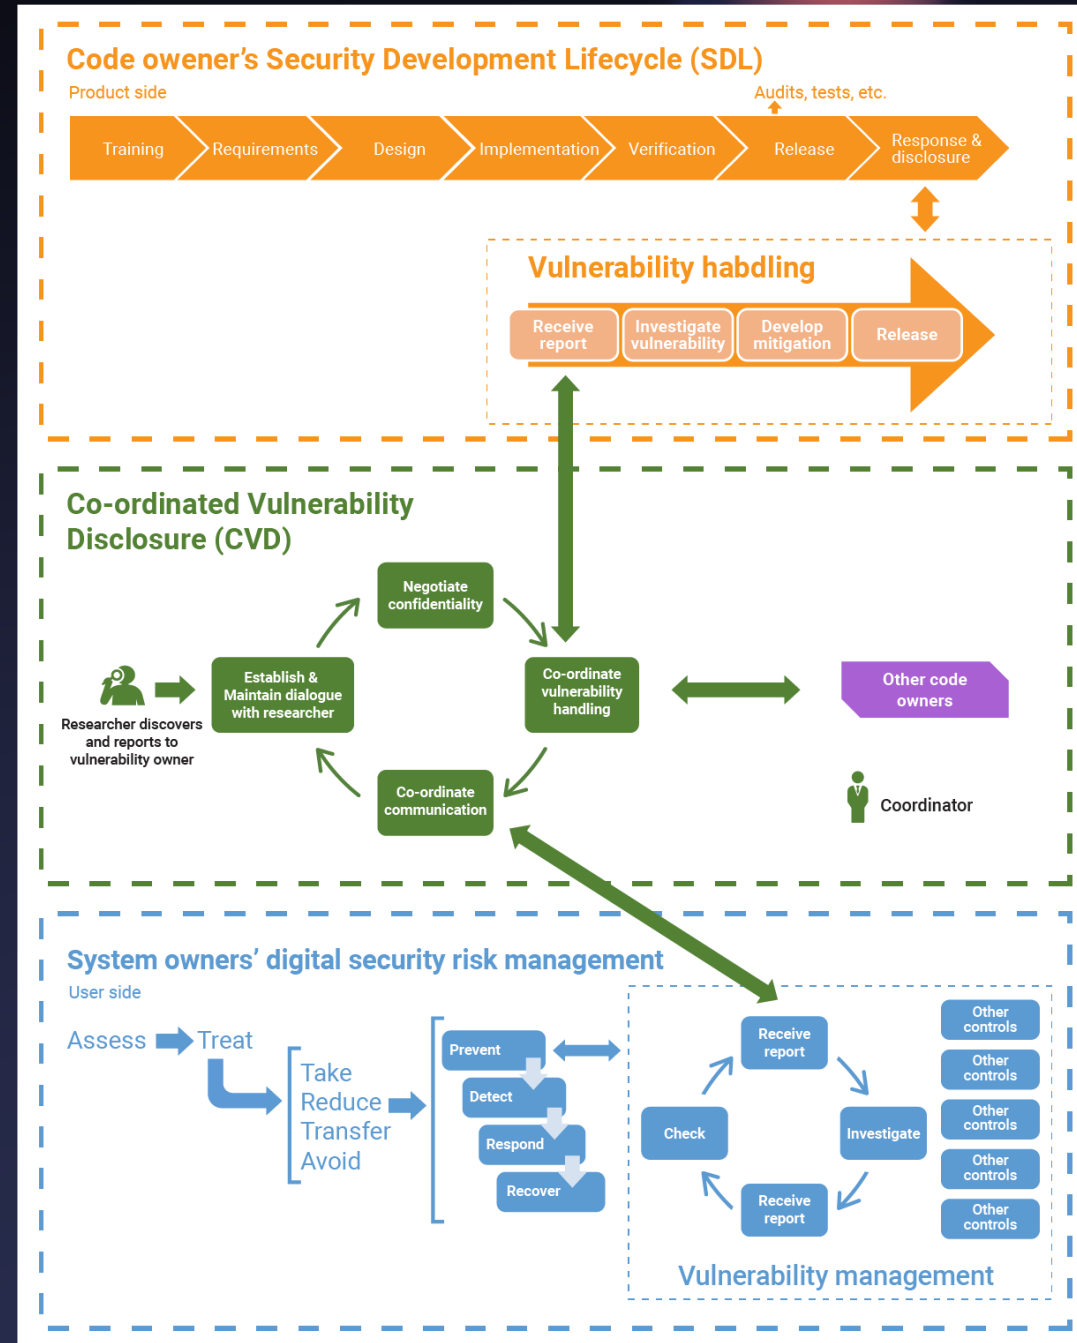 Code owener's Security Development Lifecycle (SDL)
Product side
Audits, tests, etc.
Training
Requirements
Design
Implementation
Verification
Release
Response &
disclosure
Vulnerability habdling
Receive
report
Investigate
vulnerability
Develop
mitigation
Release
Co-ordinated Vulnerability
Disclosure (CVD)
Negotiate
confidentiality
Establish &
Maintain dialogue
with researcher
Co-ordinate
vulnerability
handling
Other code
owners
Researcher discovers
and reports to
vulnerability owner
Co-ordinate
communication
Coordinator
System owners' digital security risk management
User side
Assess
Treat
Take
Reduce
Transfer
Avoid
Prevent
Detect
Respond
Recover
Receive
report
Check
Investigate
Receive
report
Other
controls
Other
controls
Other
controls
Other
controls
Other
controls
Vulnerability management